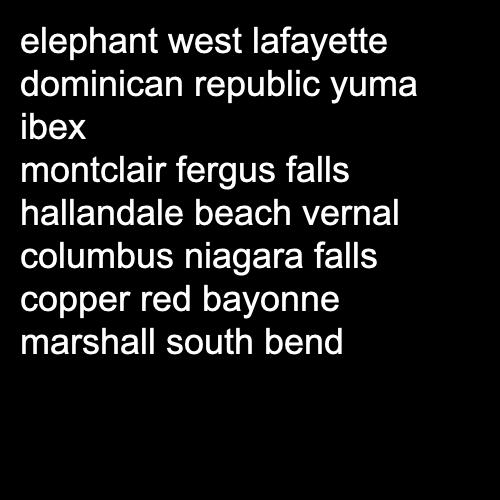 elephant west lafayette
dominican republic yuma
ibex
montclair fergus falls
hallandale beach vernal
columbus niagara falls
copper red bayonne
marshall south bend